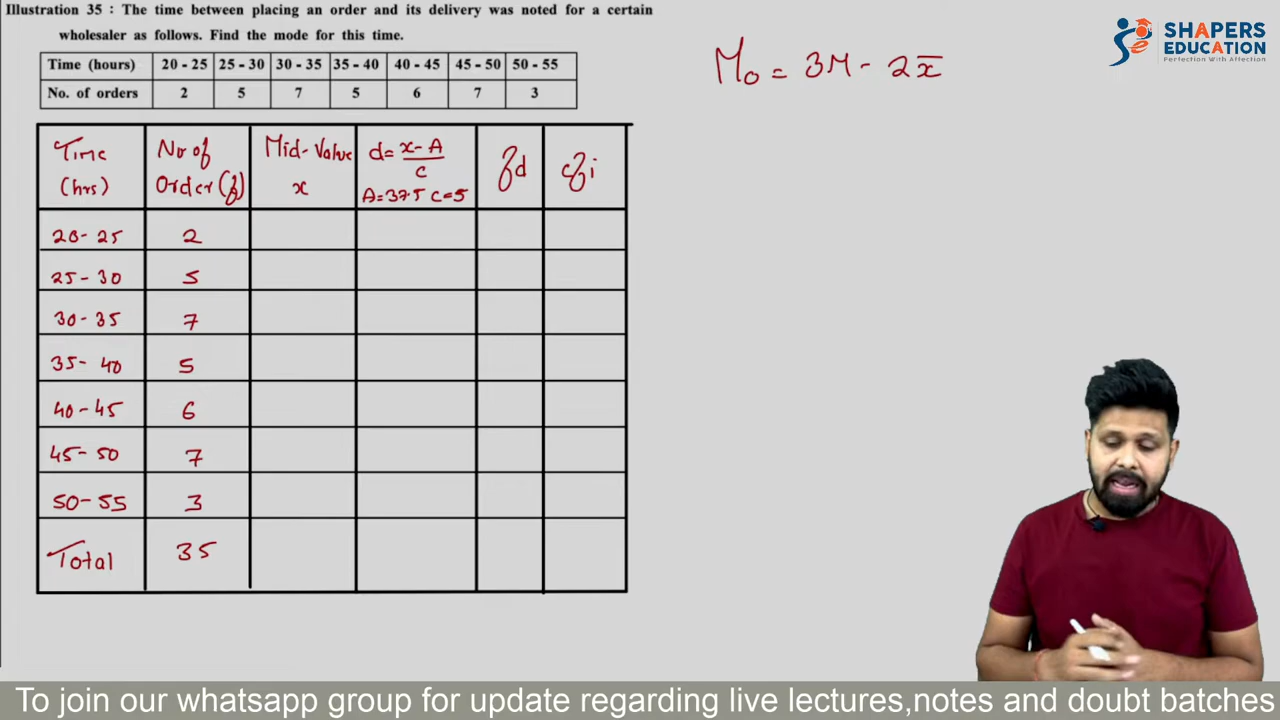 Illustration 35 : The time between placing an order and its delivery was noted for a certain
wholesaler as follows. Find the mode for this time.
Time (hours) 20 - 25 25 - 30 30 - 35 35 - 40 40 - 45 45 - 50 50 - 55
No. of orders 2 5 7 5 6 7 3
SHAPERS
EDUCATION
Perfection With Affection
M₀ = 3M - 2x̄
Time (hrs) No of Order (f) Mid-Value x d = x-A/c A=37.5 c=5 fd cfi
20- 25 2
25- 30 5
30- 35 7
35- 40 5
40-45 6
45- 50 7
50-55 3
Total 35
To join our whatsapp group for update regarding live lectures,notes and doubt batches